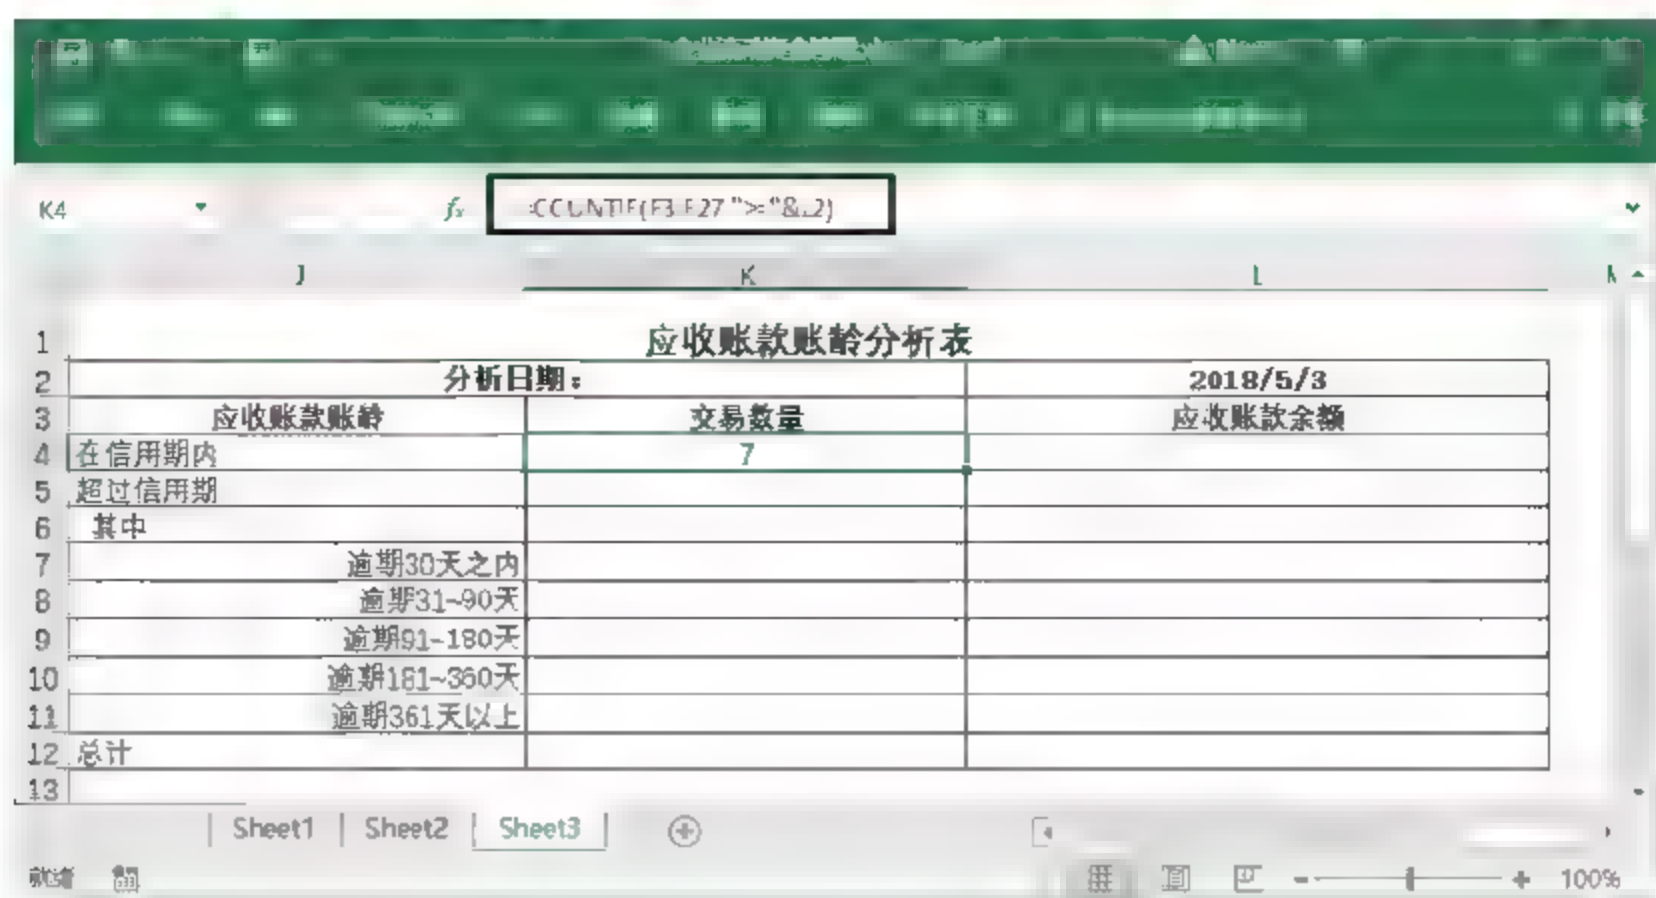 K4 fx COUNTIF(F3 F27 ">="&L2)
J K L
1 应收账款账龄分析表
2 分析日期： 2018/5/3
3 应收账款账龄 交易数量 应收账款余额
4 在信用期内 7
5 超过信用期
6 其中
7 逾期30天之内
8 逾期31~90天
9 逾期91~180天
10 逾期181~360天
11 逾期361天以上
12 总计
13
Sheet1 Sheet2 Sheet3
就绪 100%